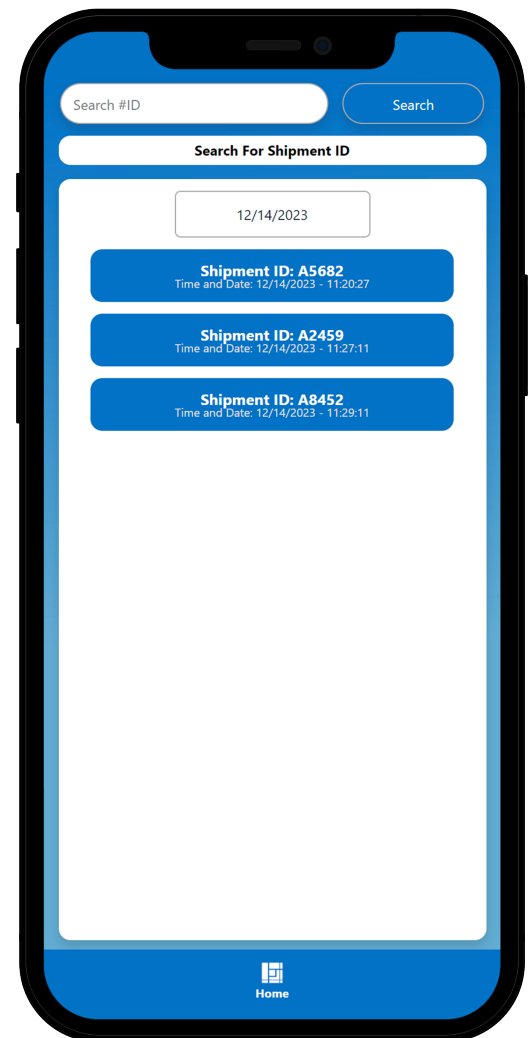 Search #ID
Search
Search For Shipment ID
12/14/2023
Shipment ID: A5682
Time and Date: 12/14/2023 - 11:20:27
Shipment ID: A2459
Time and Date: 12/14/2023 - 11:27:11
Shipment ID: A8452
Time and Date: 12/14/2023 - 11:29:11
Home